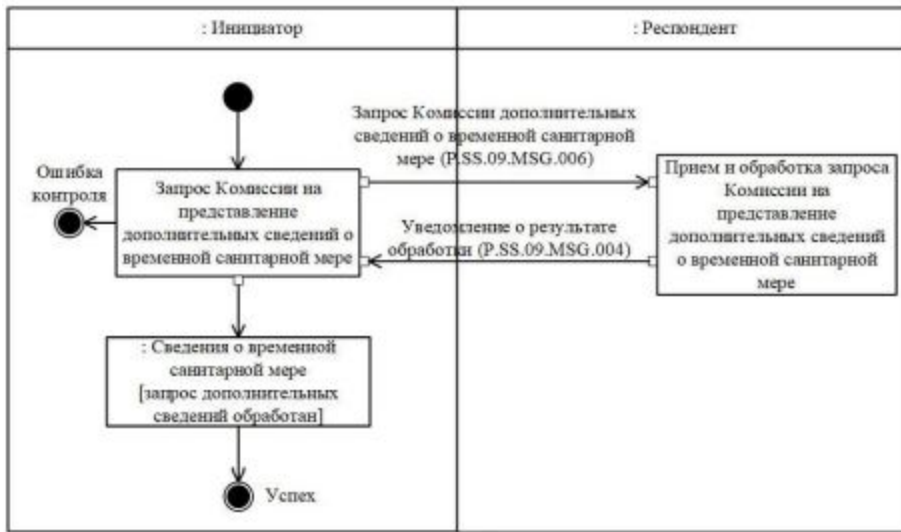 : Инициатор
: Респондент
Запрос Комиссии дополнительных
сведений о временной санитарной
мере (P.SS.09.MSG.006)
Ошибка
контроля
Запрос Комиссии на
представление
дополнительных сведений о
временной санитарной мере
Прием и обработка запроса
Комиссии на
представление
дополнительных сведений
о временной санитарной
мере
Уведомление о результате
обработки (P.SS.09.MSG.004)
: Сведения о временной
санитарной мере
[запрос дополнительных
сведений обработан]
Успех